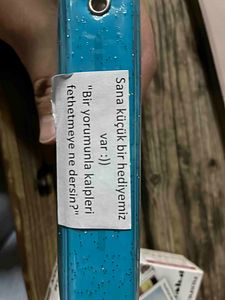 Sana küçük bir hediyemiz
var :))
"Bir yorumunla kalpleri
fethetmeye ne dersin?"